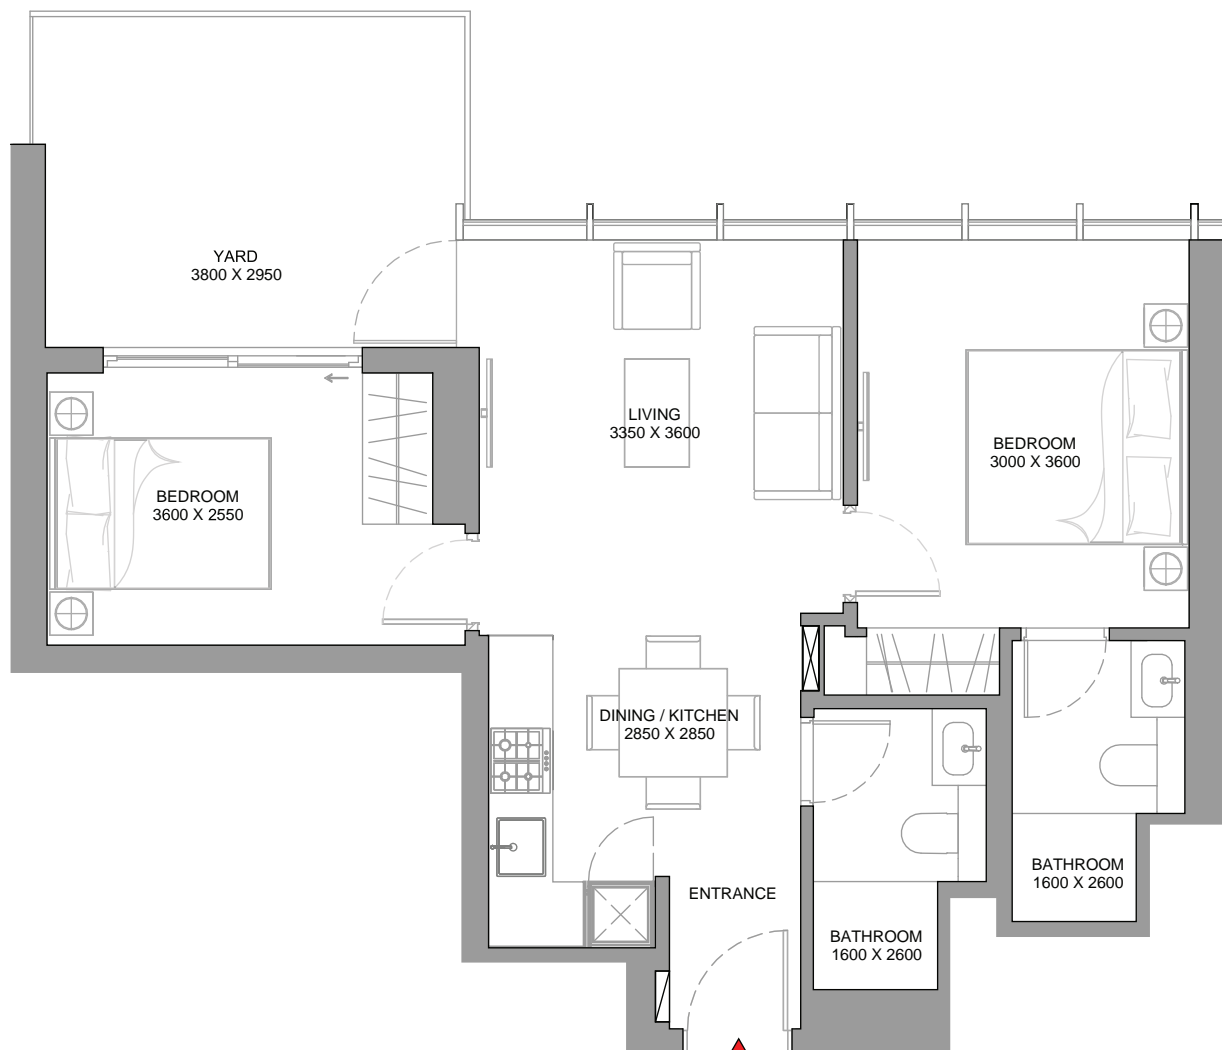 YARD
3800 X 2950
LIVING
3350 X 3600
BEDROOM
3000 X 3600
BEDROOM
3600 X 2550
DINING / KITCHEN
2850 X 2850
BATHROOM
1600 X 2600
ENTRANCE
BATHROOM
1600 X 2600